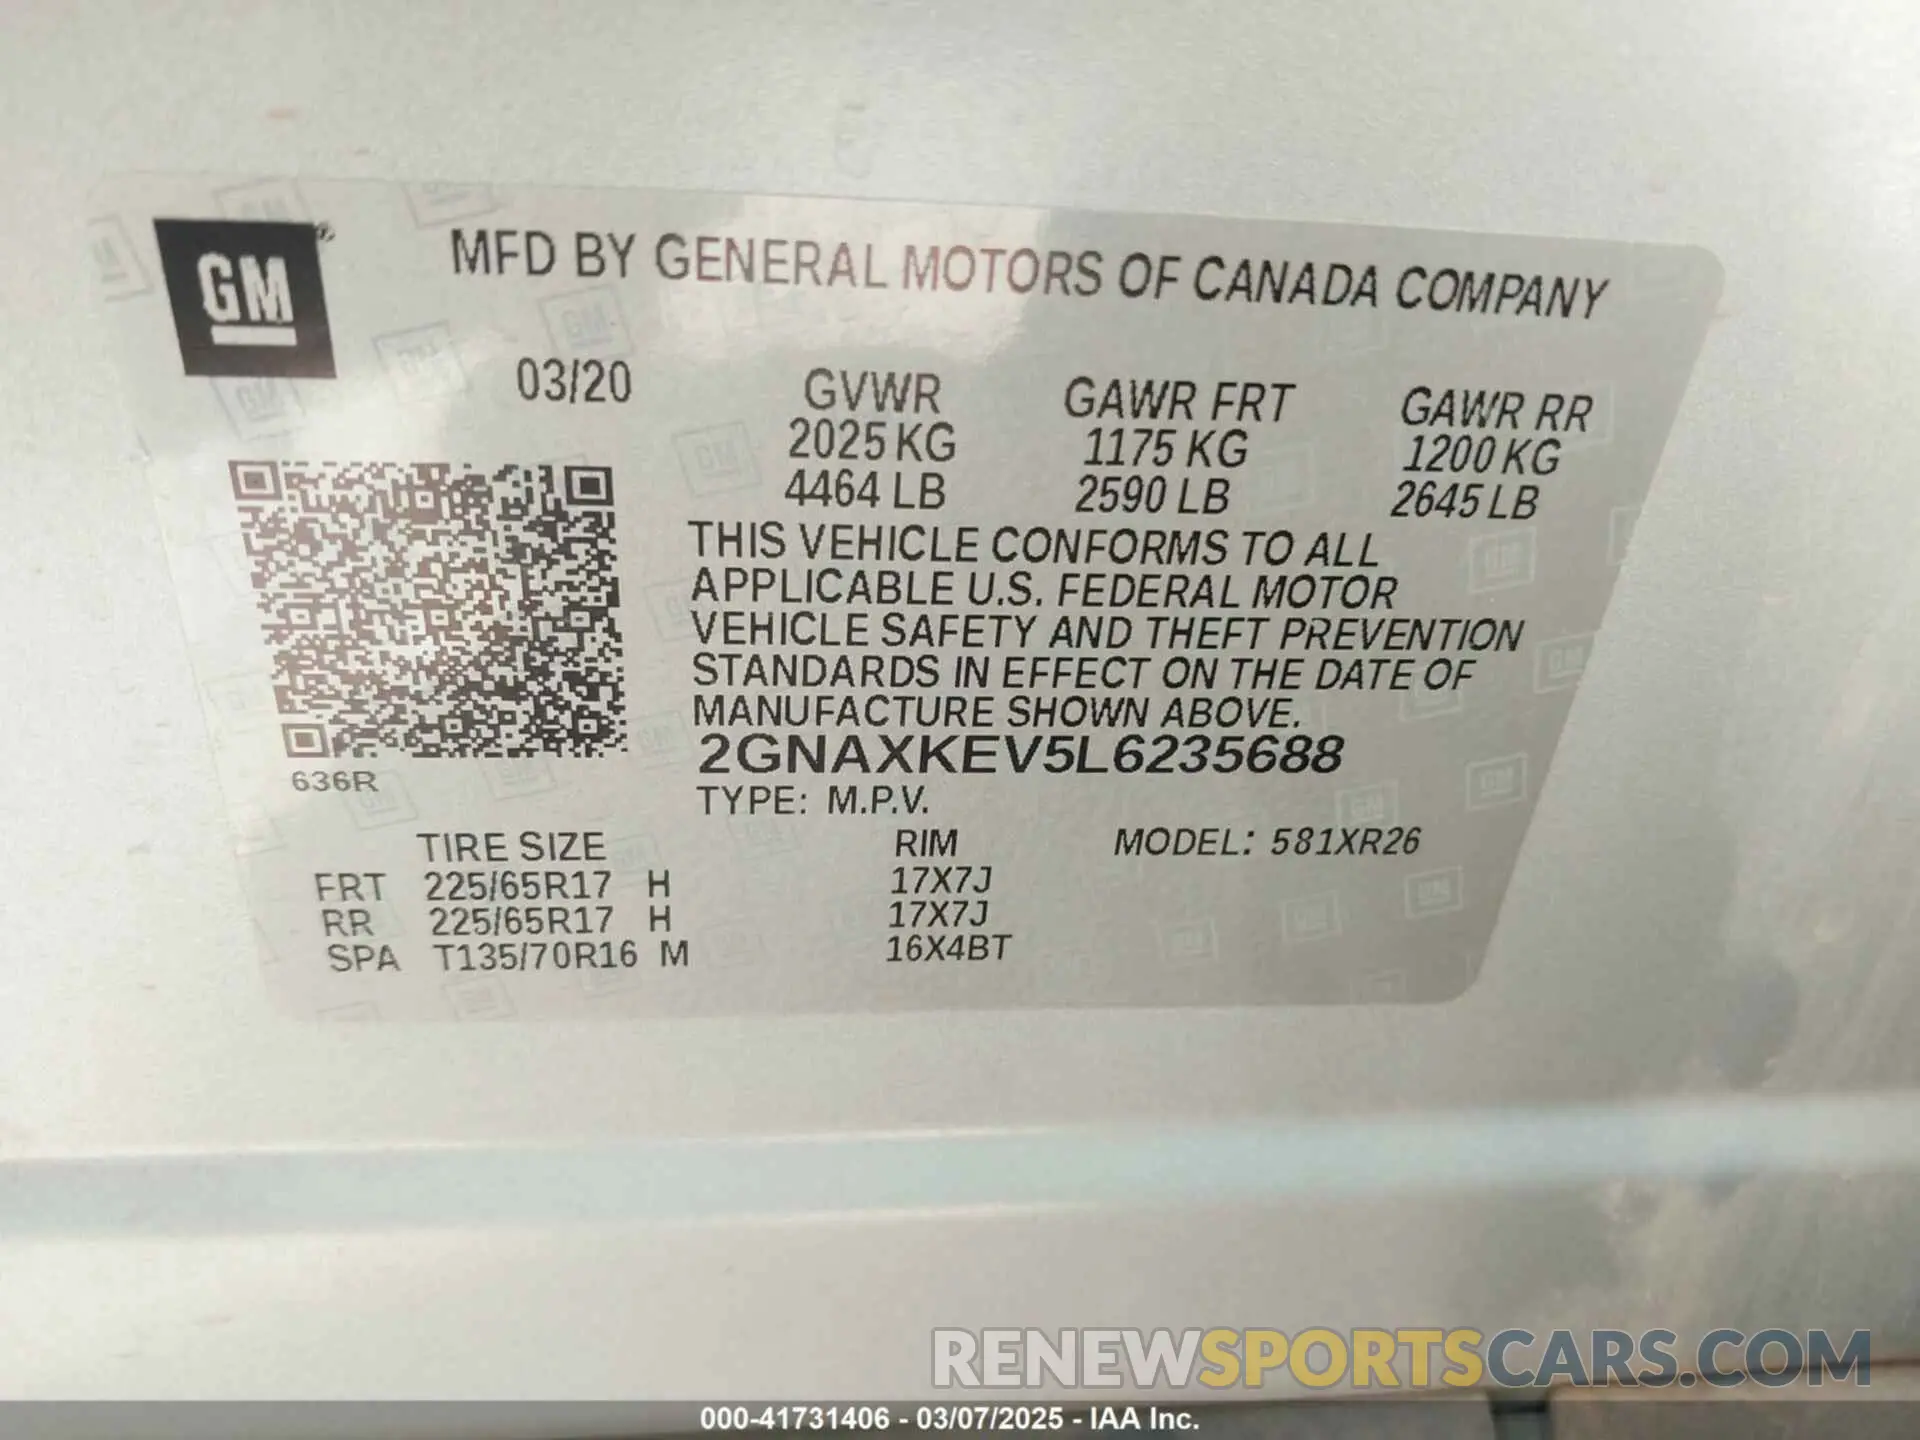 GM®
MFD BY GENERAL MOTORS OF CANADA COMPANY
03/20 GVWR GAWR FRT GAWR RR
2025 KG 1175 KG 1200 KG
4464 LB 2590 LB 2645 LB
THIS VEHICLE CONFORMS TO ALL
APPLICABLE U.S. FEDERAL MOTOR
VEHICLE SAFETY AND THEFT PREVENTION
STANDARDS IN EFFECT ON THE DATE OF
MANUFACTURE SHOWN ABOVE.
2GNAXKEV5L6235688
636R
TYPE: M.P.V.
TIRE SIZE RIM MODEL: 581XR26
FRT 225/65R17 H 17X7J
RR 225/65R17 H 17X7J
SPA T135/70R16 M 16X4BT
RENEWSPORTSCARS.COM
000-41731406 - 03/07/2025 - IAA Inc.